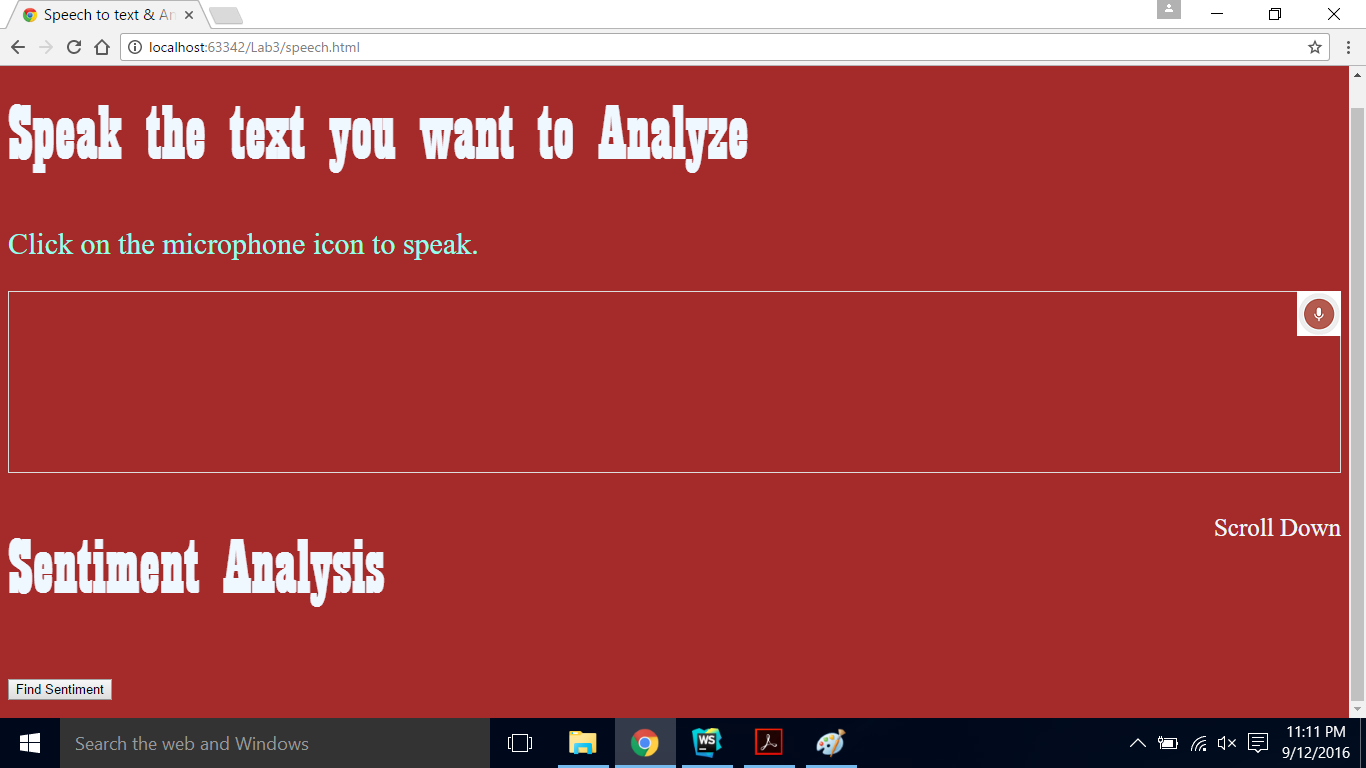 Speech to text & An
localhost:63342/Lab3/speech.html
Speak the text you want to Analyze
Click on the microphone icon to speak.
Scroll Down
Sentiment Analysis
Find Sentiment
Search the web and Windows
WS
11:11 PM
9/12/2016